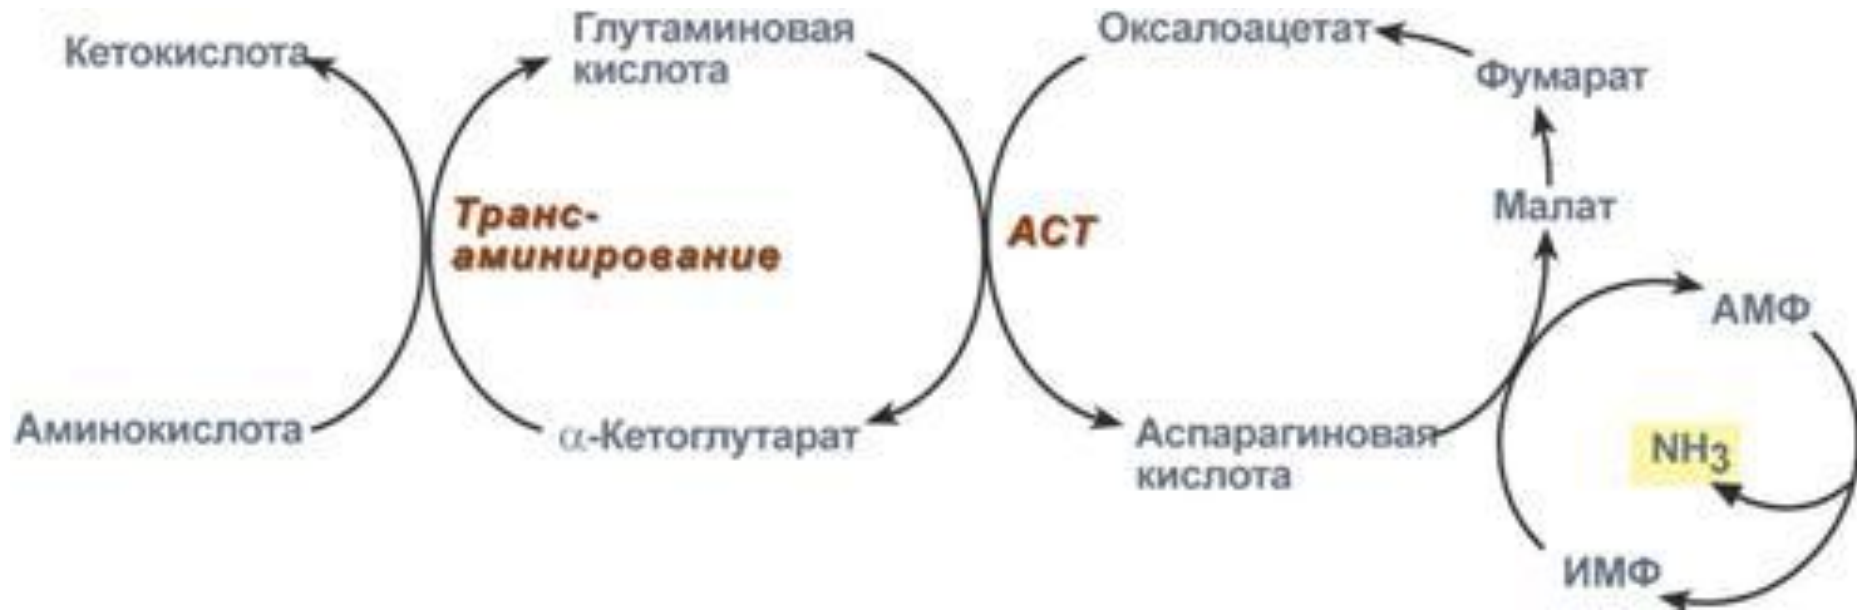 Кетокислота
Глутаминовая
кислота
Оксалоацетат
Фумарат
Транс-
аминирование
АСТ
Малат
АМФ
Аминокислота
α-Кетоглутарат
Аспарагиновая
кислота
NH3
ИМФ